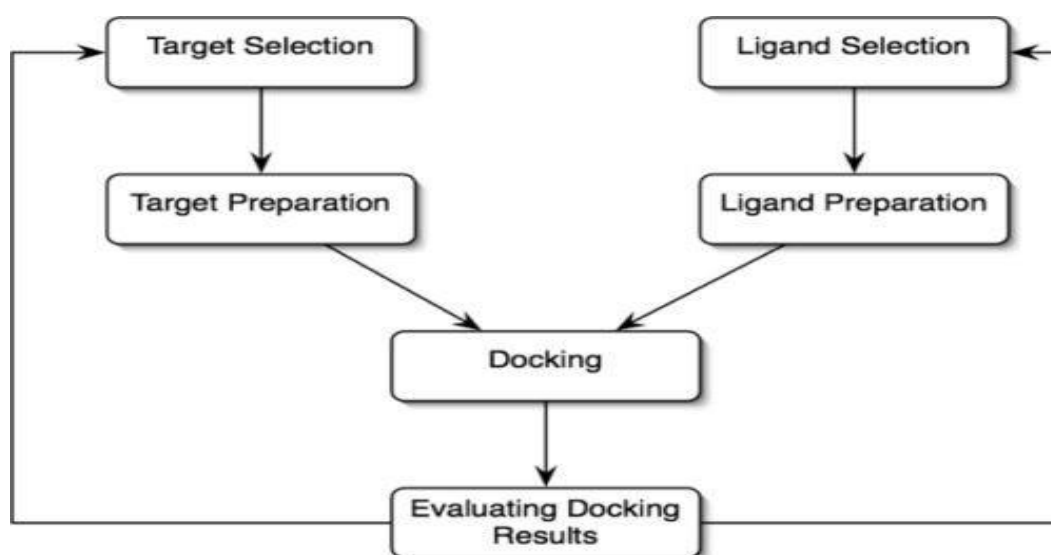 Target Selection
Ligand Selection
Target Preparation
Ligand Preparation
Docking
Evaluating Docking
Results